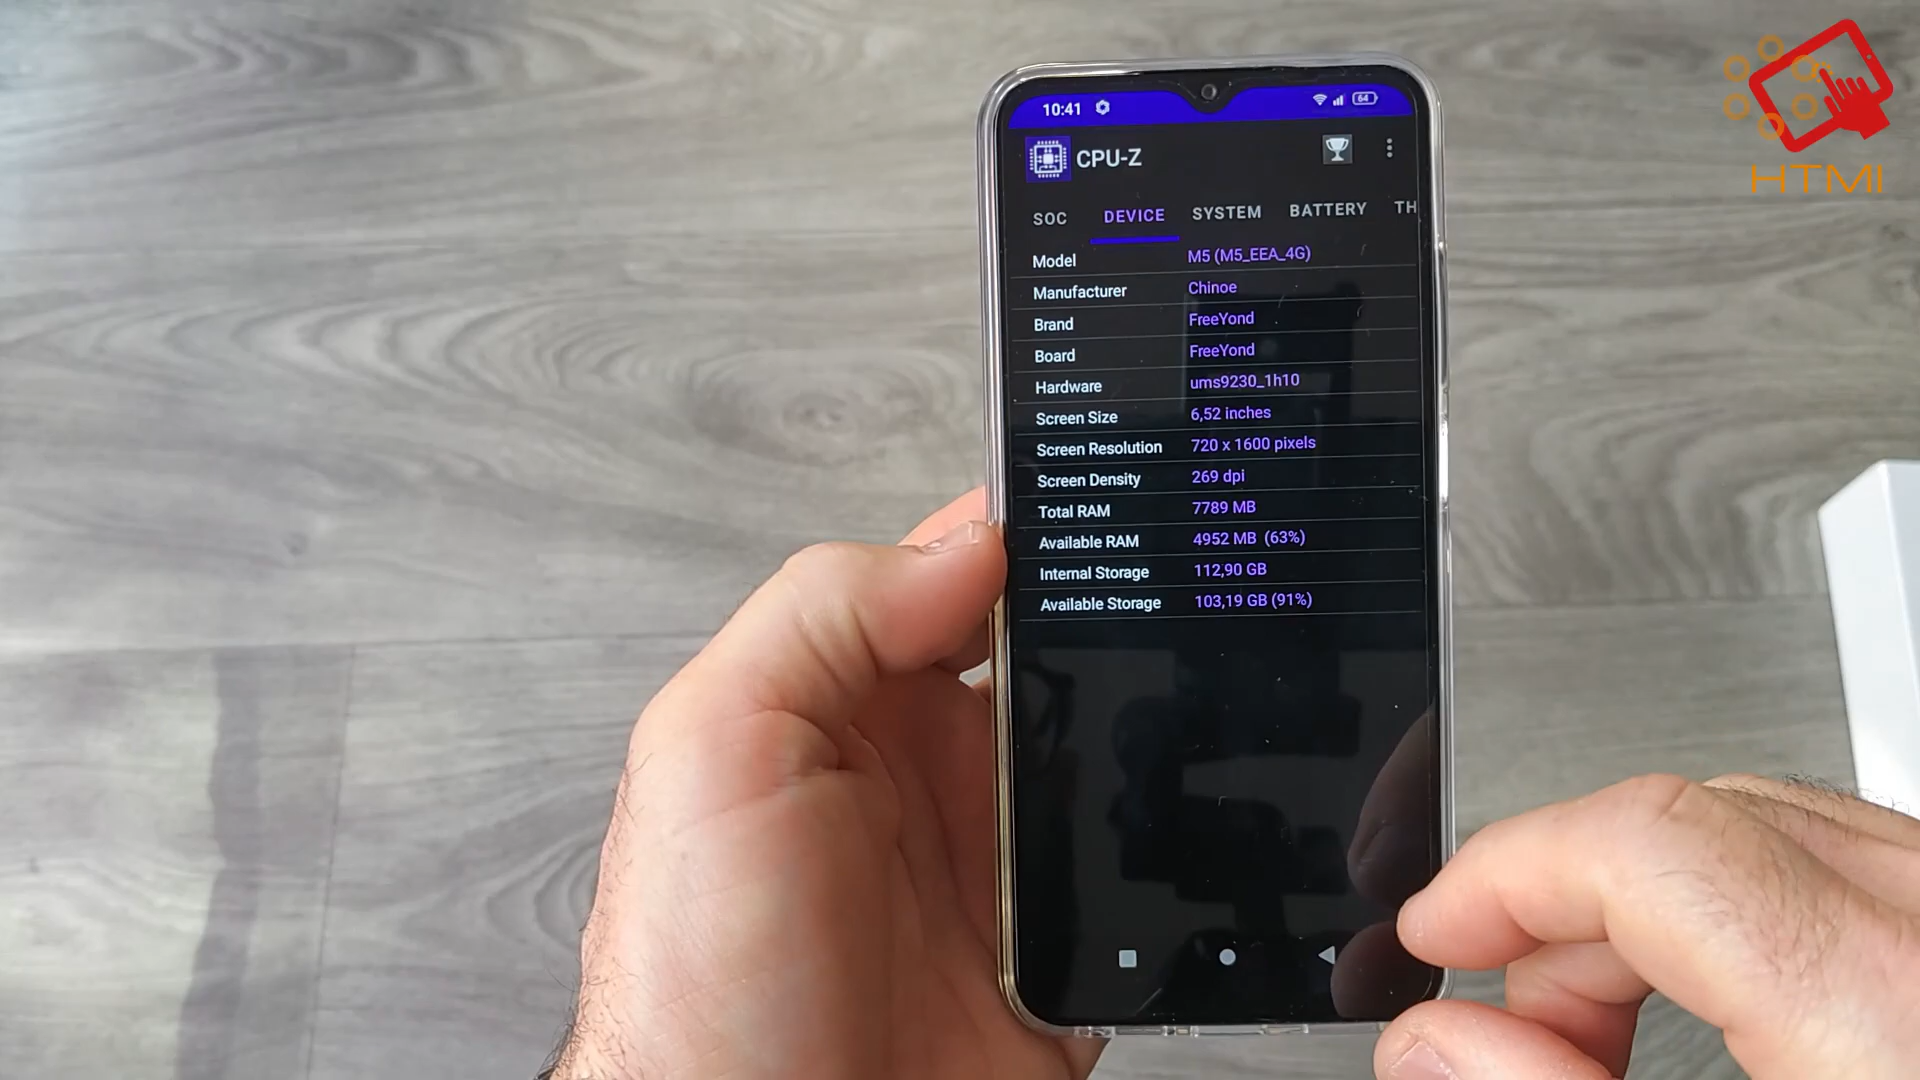 HTMI
10:41
64
CPU-Z
SOC DEVICE SYSTEM BATTERY TH
Model M5 (M5_EEA_4G)
Manufacturer Chinoe
Brand FreeYond
Board FreeYond
Hardware ums9230_1h10
Screen Size 6,52 inches
Screen Resolution 720 x 1600 pixels
Screen Density 269 dpi
Total RAM 7789 MB
Available RAM 4952 MB (63%)
Internal Storage 112,90 GB
Available Storage 103,19 GB (91%)